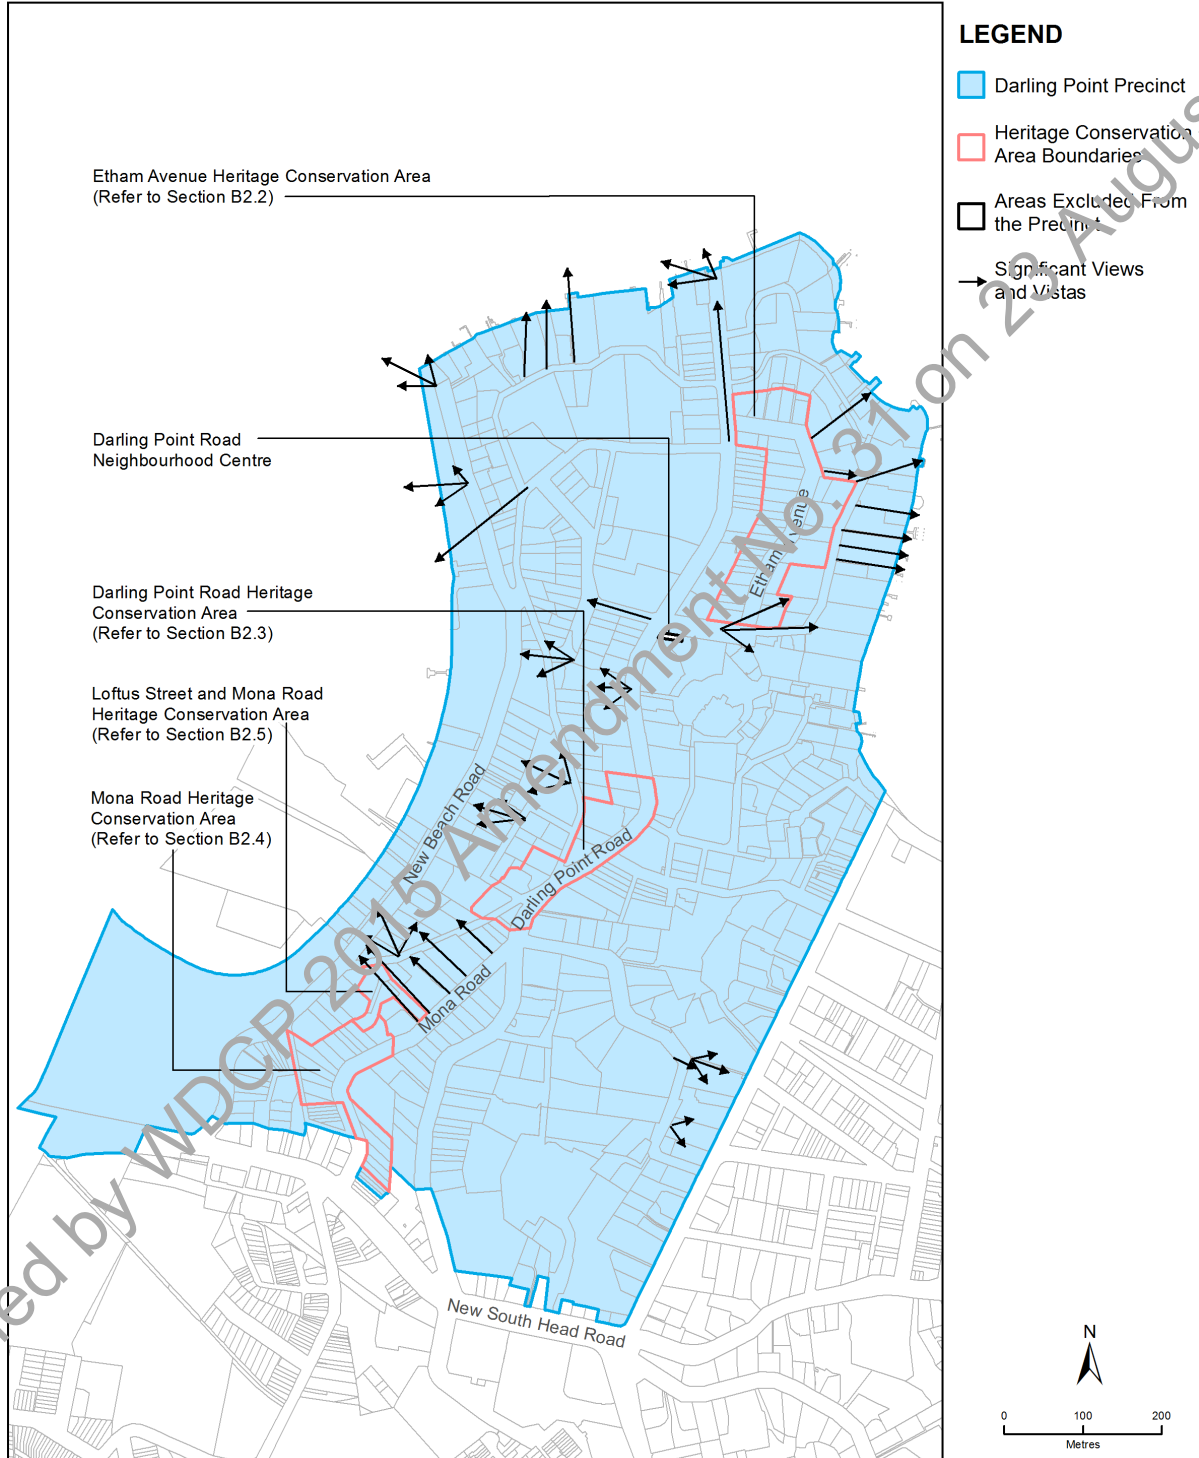 LEGEND
Darling Point Precinct
Heritage Conservation
Area Boundaries
Areas Excluded From
the Precinct
Significant Views
and Vistas
Etham Avenue Heritage Conservation Area
(Refer to Section B2.2)
Darling Point Road
Neighbourhood Centre
Darling Point Road Heritage
Conservation Area
(Refer to Section B2.3)
Loftus Street and Mona Road
Heritage Conservation Area
(Refer to Section B2.5)
Mona Road Heritage
Conservation Area
(Refer to Section B2.4)
Etham Avenue
New Beach Road
Darling Point Road
Mona Road
New South Head Road
ed by WDCP 2015 Amendment No. 31 on 23 Augus
N
0 100 200
Metres